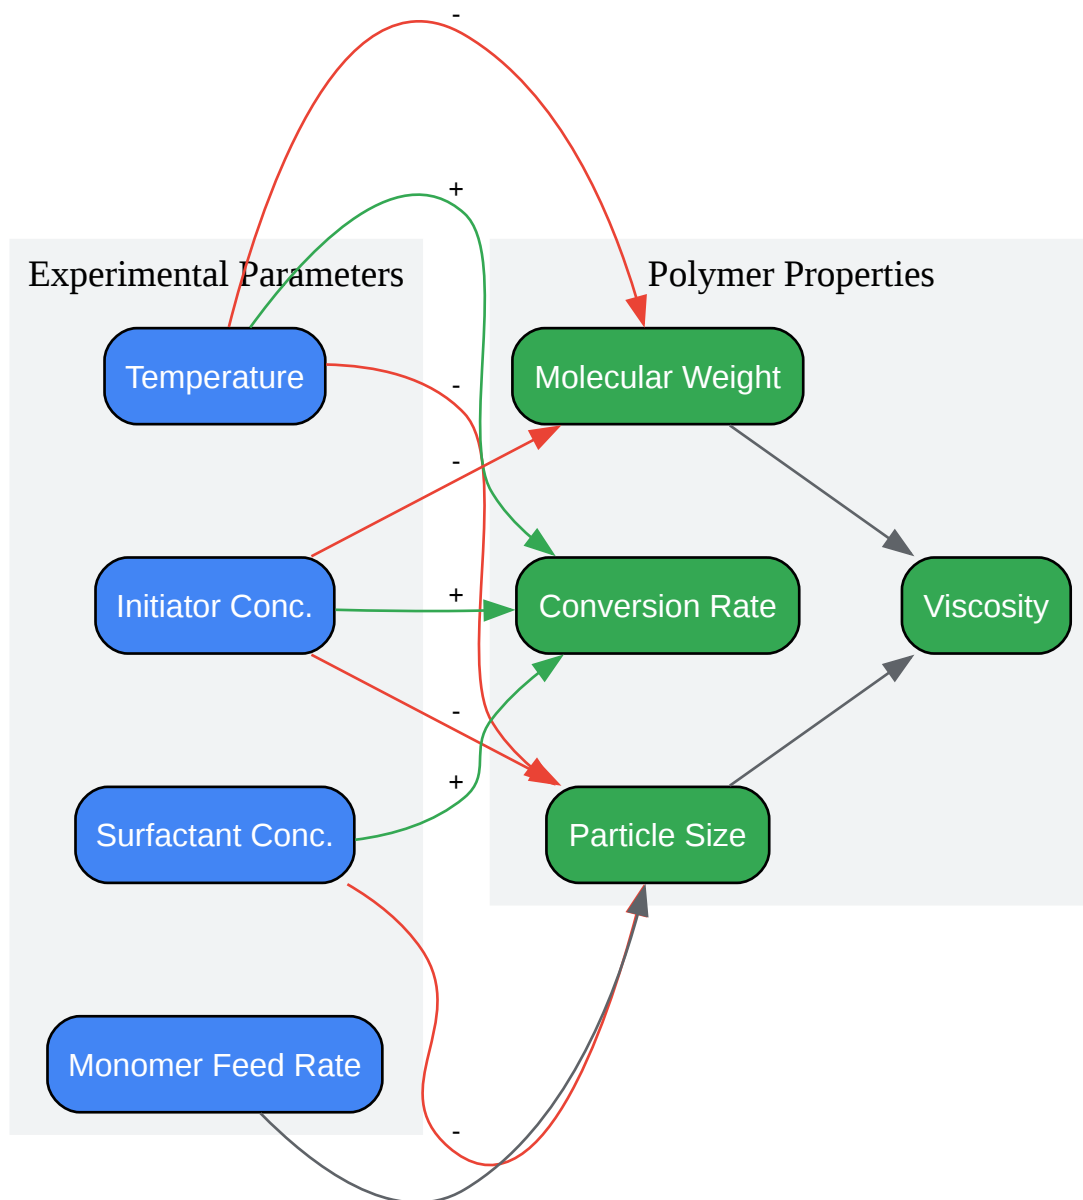 -
+
Experimental Parameters
Polymer Properties
Temperature
Molecular Weight
-
-
Initiator Conc.
+
Conversion Rate
Viscosity
-
+
Surfactant Conc.
Particle Size
Monomer Feed Rate
-